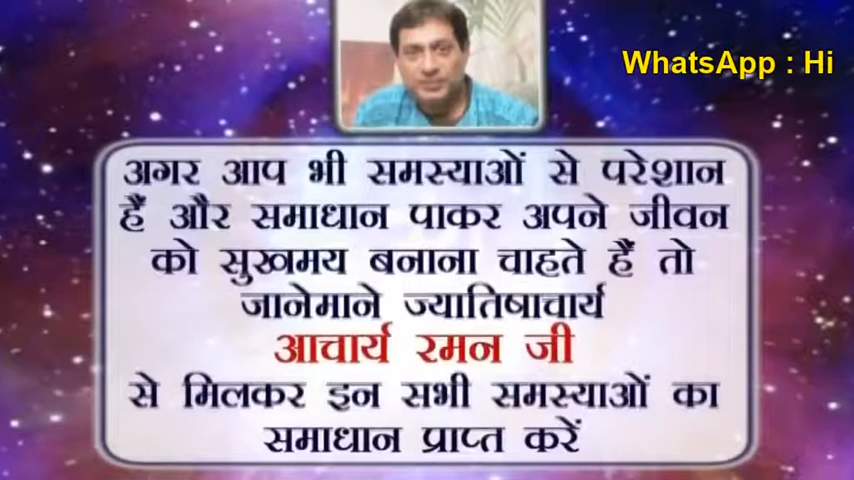 WhatsApp : Hi
अगर आप भी समस्याओं से परेशान
हैं और समाधान पाकर अपने जीवन
को सुखमय बनाना चाहते हैं तो
जानेमाने ज्यातिषाचार्य
आचार्य रमन जी
से मिलकर इन सभी समस्याओं का
समाधान प्राप्त करें